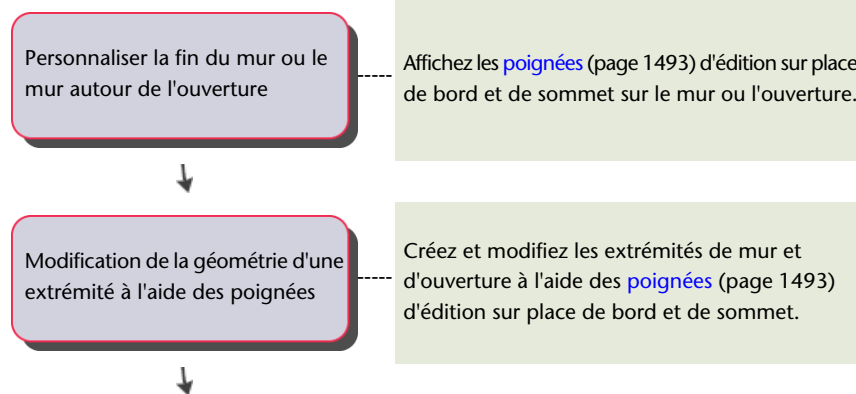 Personnaliser la fin du mur ou le
mur autour de l'ouverture
Affichez les poignées (page 1493) d'édition sur place
de bord et de sommet sur le mur ou l'ouverture.
Modification de la géométrie d'une
extrémité à l'aide des poignées
Créez et modifiez les extrémités de mur et
d'ouverture à l'aide des poignées (page 1493)
d'édition sur place de bord et de sommet.